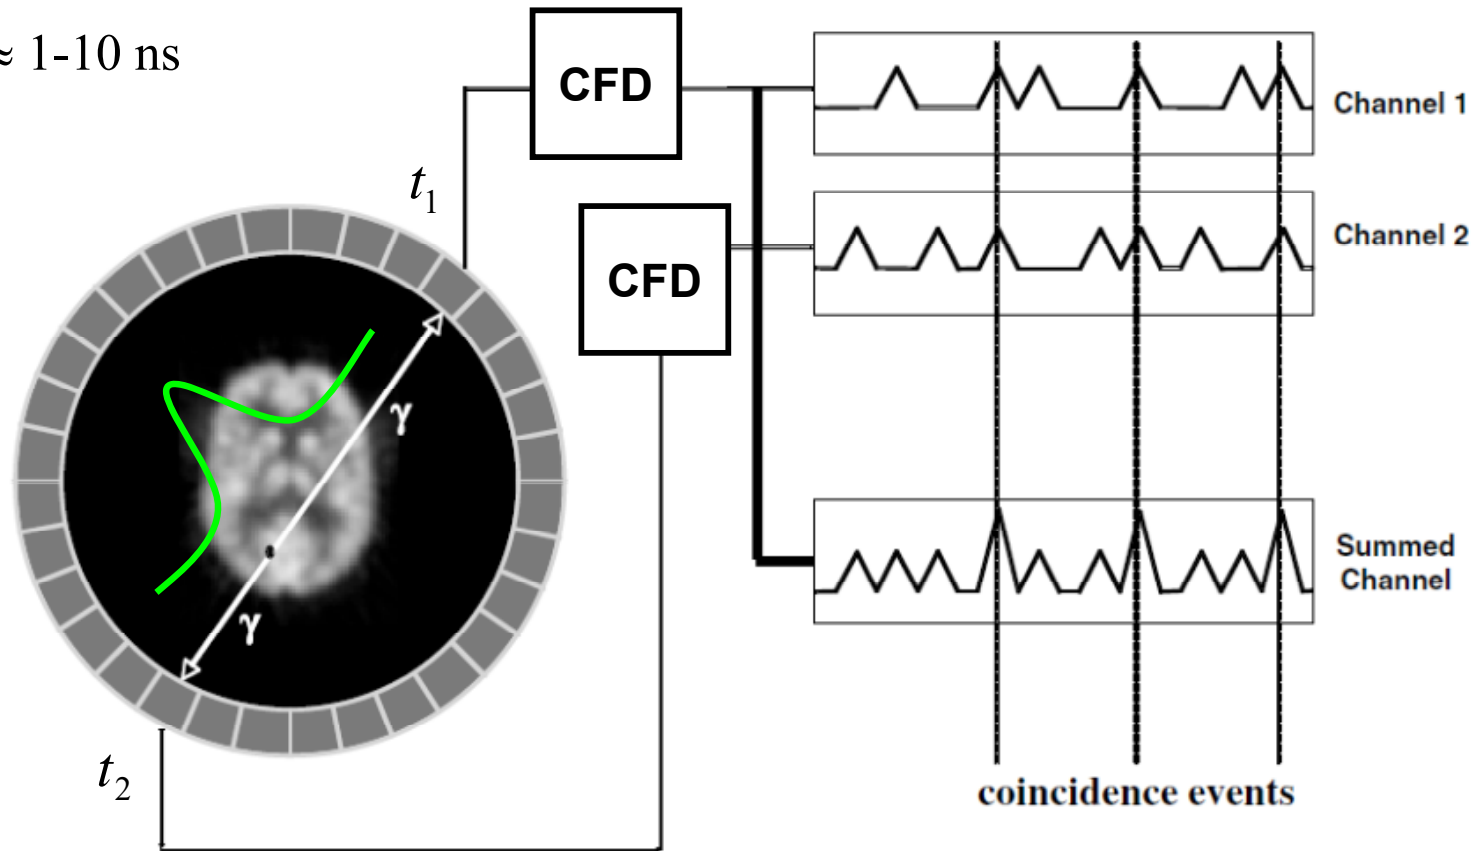 ≈ 1-10 ns
CFD
Channel 1
t₁
CFD
Channel 2
γ
γ
Summed
Channel
t₂
coincidence events